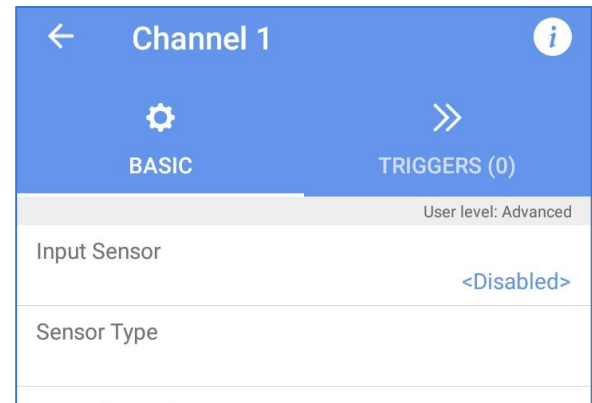 Channel 1
i
BASIC
TRIGGERS (0)
User level: Advanced
Input Sensor
<Disabled>
Sensor Type